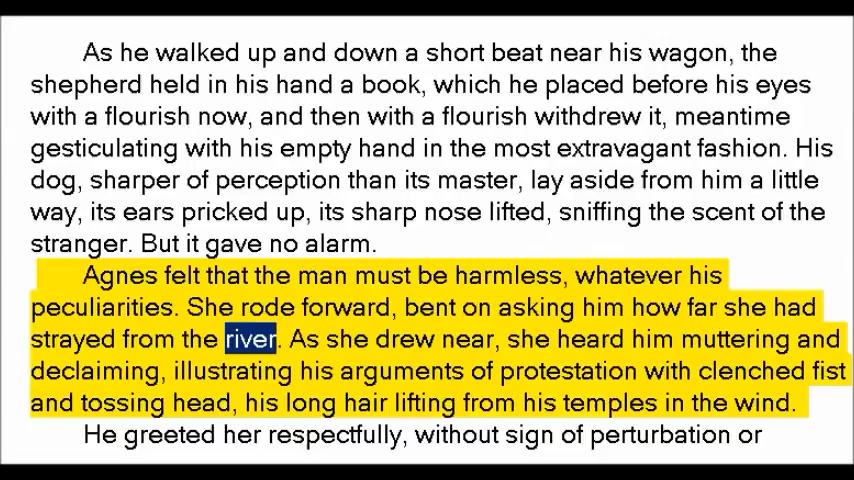 As he walked up and down a short beat near his wagon, the
shepherd held in his hand a book, which he placed before his eyes
with a flourish now, and then with a flourish withdrew it, meantime
gesticulating with his empty hand in the most extravagant fashion. His
dog, sharper of perception than its master, lay aside from him a little
way, its ears pricked up, its sharp nose lifted, sniffing the scent of the
stranger. But it gave no alarm.
Agnes felt that the man must be harmless, whatever his
peculiarities. She rode forward, bent on asking him how far she had
strayed from the river. As she drew near, she heard him muttering and
declaiming, illustrating his arguments of protestation with clenched fist
and tossing head, his long hair lifting from his temples in the wind.
He greeted her respectfully, without sign of perturbation or